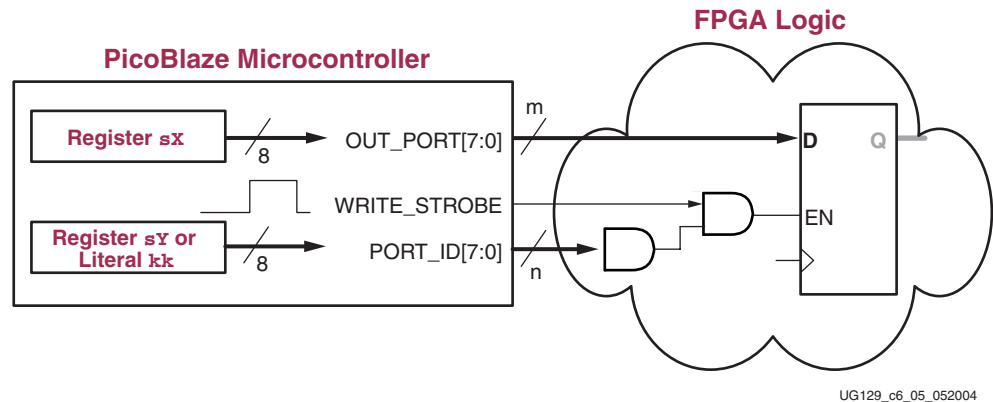 FPGA Logic
PicoBlaze Microcontroller
Register sX
8
OUT_PORT[7:0]
m
D
Q
WRITE_STROBE
EN
Register sY or
Literal kk
8
PORT_ID[7:0]
n
UG129_c6_05_052004